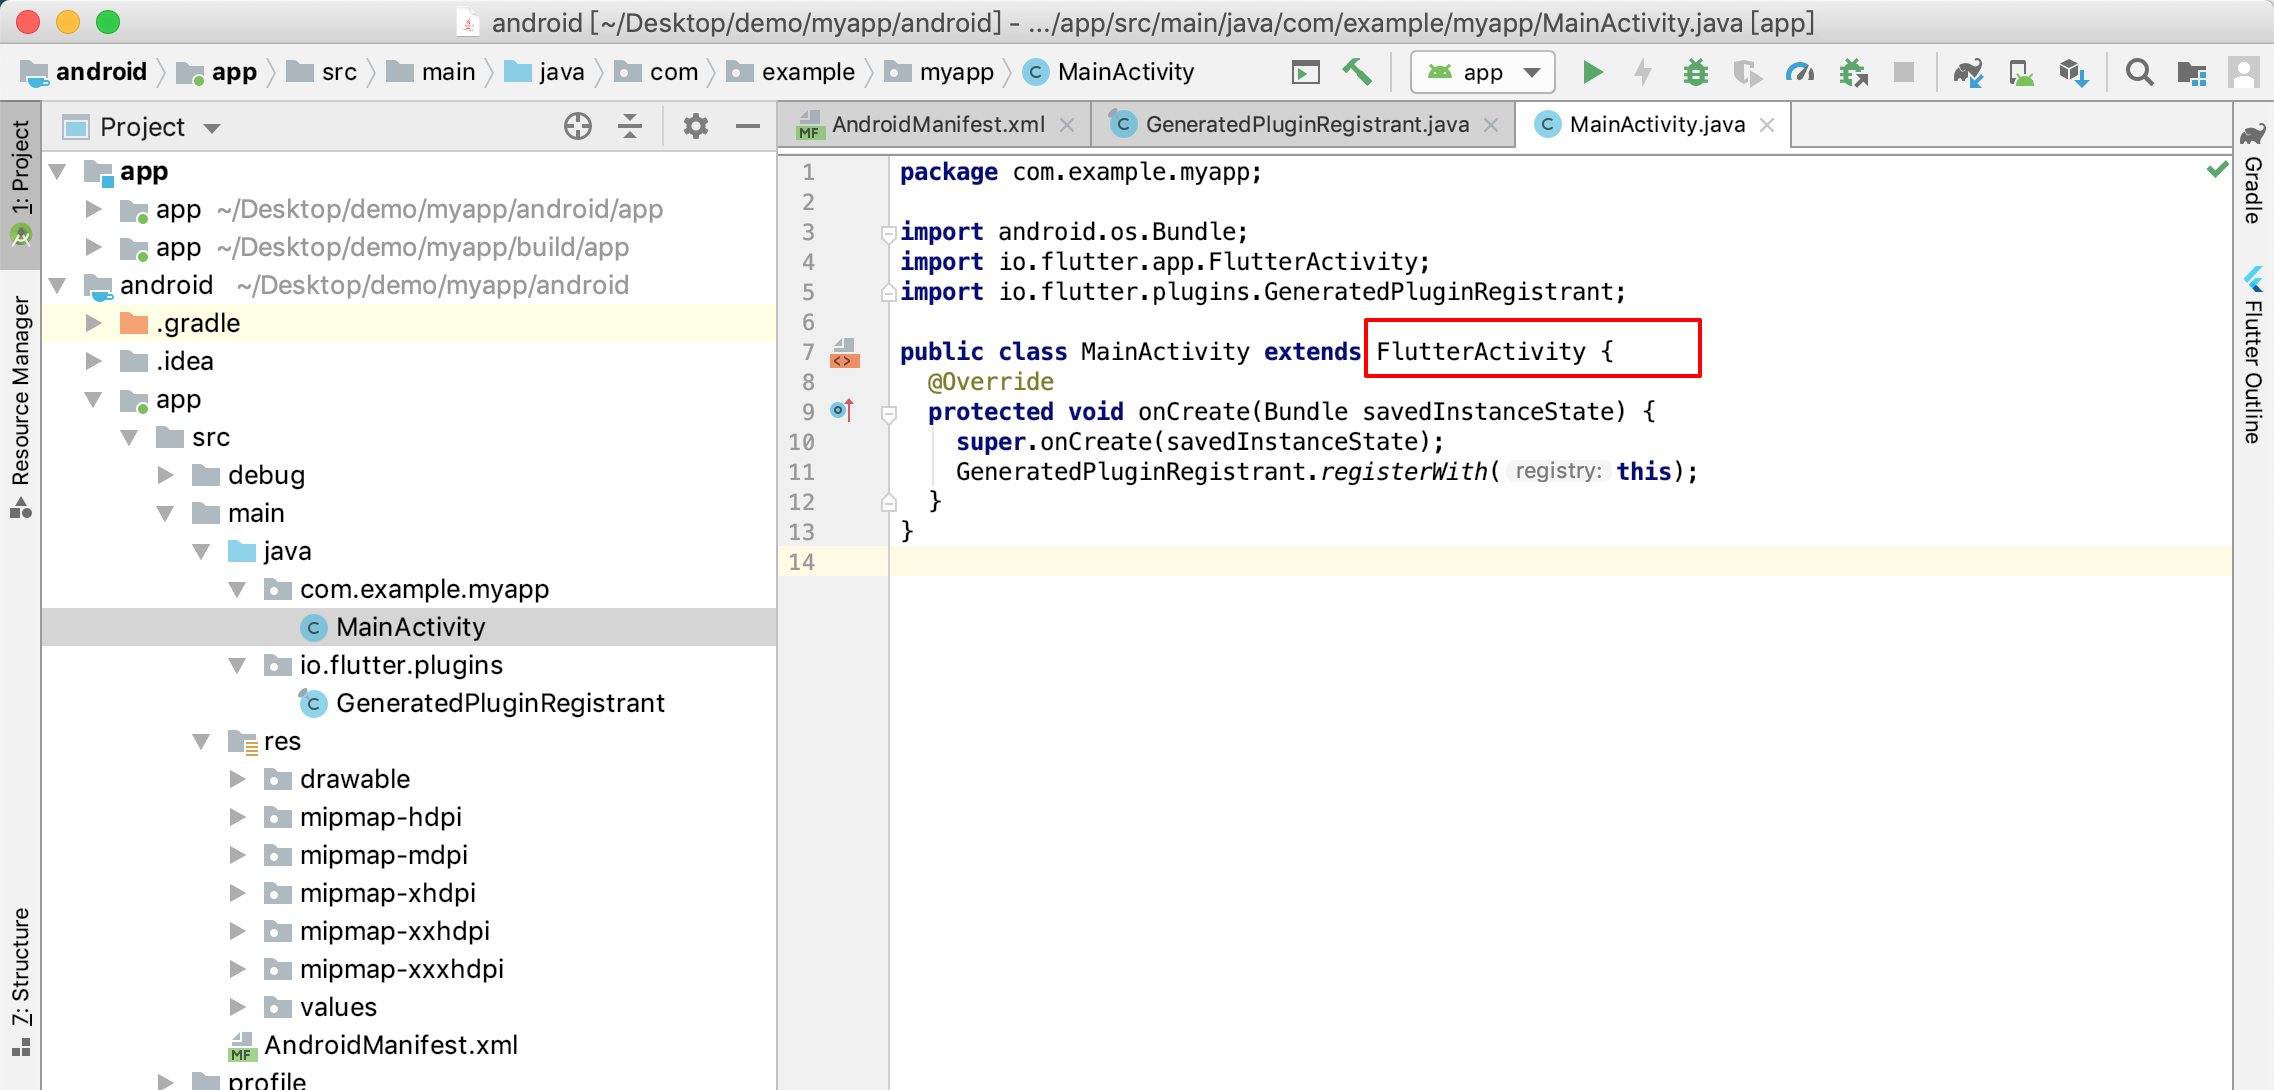 android [~/Desktop/demo/myapp/android] - .../app/src/main/java/com/example/myapp/MainActivity.java [app]
android app src main java com example myapp C MainActivity app
1: Project
Resource Manager
Z: Structure
Project
app
app ~/Desktop/demo/myapp/android/app
app ~/Desktop/demo/myapp/build/app
android ~/Desktop/demo/myapp/android
.gradle
.idea
app
src
debug
main
java
com.example.myapp
C MainActivity
io.flutter.plugins
C GeneratedPluginRegistrant
res
drawable
mipmap-hdpi
mipmap-mdpi
mipmap-xhdpi
mipmap-xxhdpi
mipmap-xxxhdpi
values
MF AndroidManifest.xml
profile
MF AndroidManifest.xml C GeneratedPluginRegistrant.java C MainActivity.java
1 package com.example.myapp;
2
3 import android.os.Bundle;
4 import io.flutter.app.FlutterActivity;
5 import io.flutter.plugins.GeneratedPluginRegistrant;
6
7 public class MainActivity extends FlutterActivity {
8 @Override
9 protected void onCreate(Bundle savedInstanceState) {
10 super.onCreate(savedInstanceState);
11 GeneratedPluginRegistrant.registerWith( registry: this);
12 }
13 }
14
Gradle
Flutter Outline